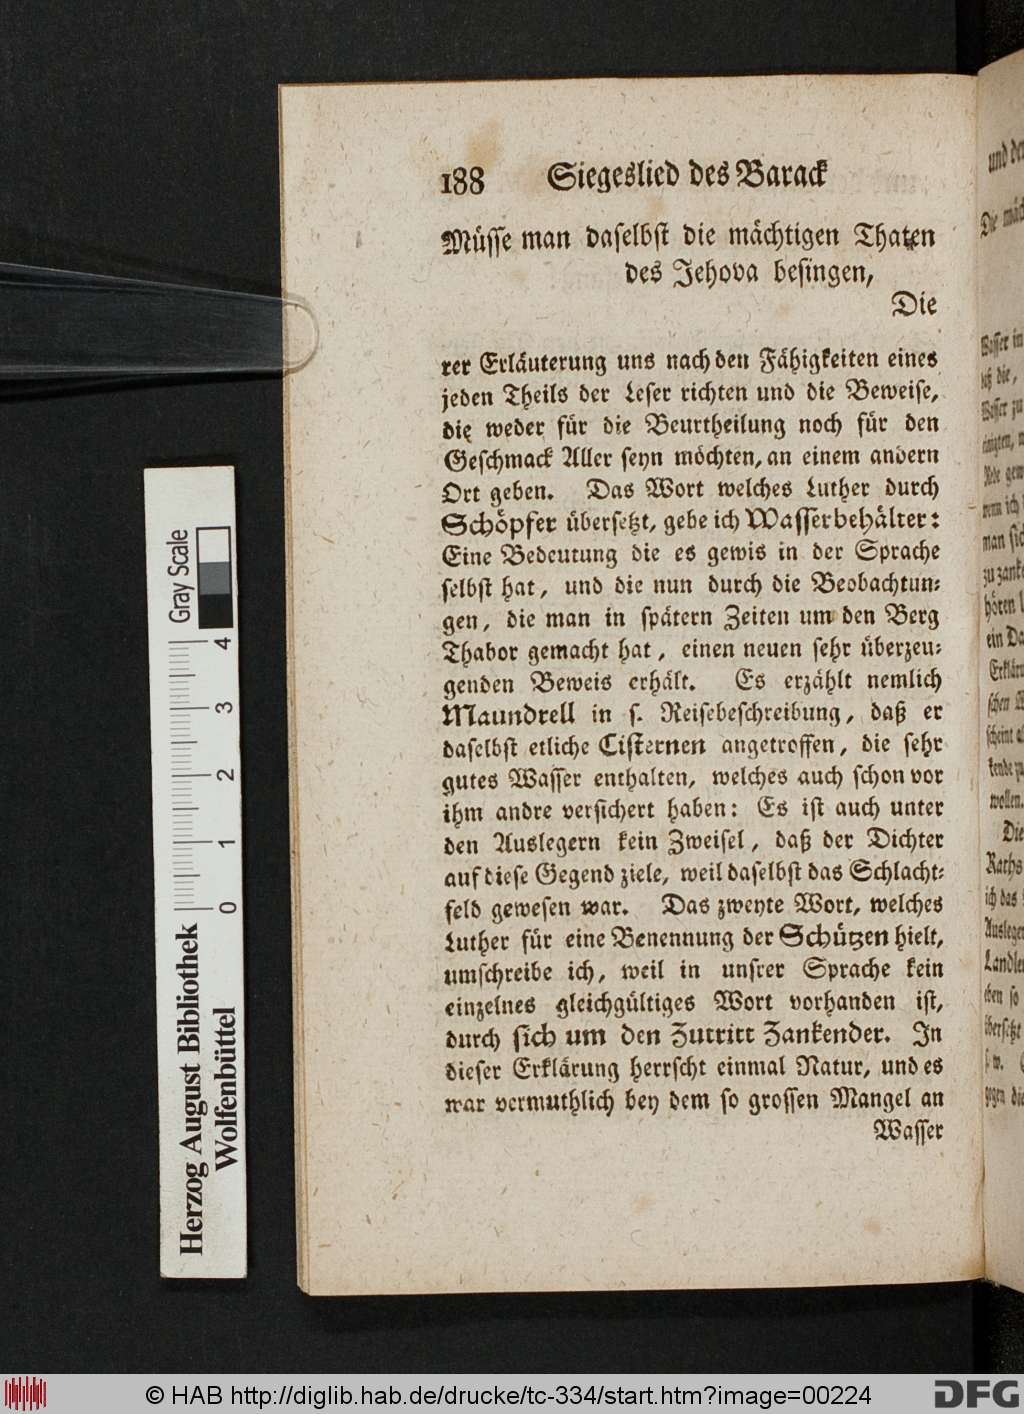 188 Siegeslied des Barack
Müsse man daselbst die mächtigen Thaten
des Jehova besingen,
Die
rer Erläuterung uns nach den Fähigkeiten eines
jeden Theils der Leser richten und die Beweise,
die weder für die Beurtheilung noch für den
Geschmack Aller seyn möchten, an einem andern
Ort geben. Das Wort welches Luther durch
Schöpfer übersetzt, gebe ich Wasserbehälter:
Eine Bedeutung die es gewis in der Sprache
selbst hat, und die nun durch die Beobachtun-
gen, die man in spätern Zeiten um den Berg
Thabor gemacht hat, einen neuen sehr überzeu-
genden Beweis erhält. Es erzählt nemlich
Maundrell in s. Reisebeschreibung, daß er
daselbst etliche Cisternen angetroffen, die sehr
gutes Wasser enthalten, welches auch schon vor
ihm andre versichert haben: Es ist auch unter
den Auslegern kein Zweifel, daß der Dichter
auf diese Gegend ziele, weil daselbst das Schlacht-
feld gewesen war. Das zweyte Wort, welches
Luther für eine Benennung der Schützen hielt,
umschreibe ich, weil in unsrer Sprache kein
einzelnes gleichgültiges Wort vorhanden ist,
durch sich um den Zutritt Zankender. In
dieser Erklärung herrscht einmal Natur, und es
war vermuthlich bey dem so grossen Mangel an
Wasser
Gray Scale
0 1 2 3 4
Herzog August Bibliothek
Wolfenbüttel
© HAB http://diglib.hab.de/drucke/tc-334/start.htm?image=00224
DFG